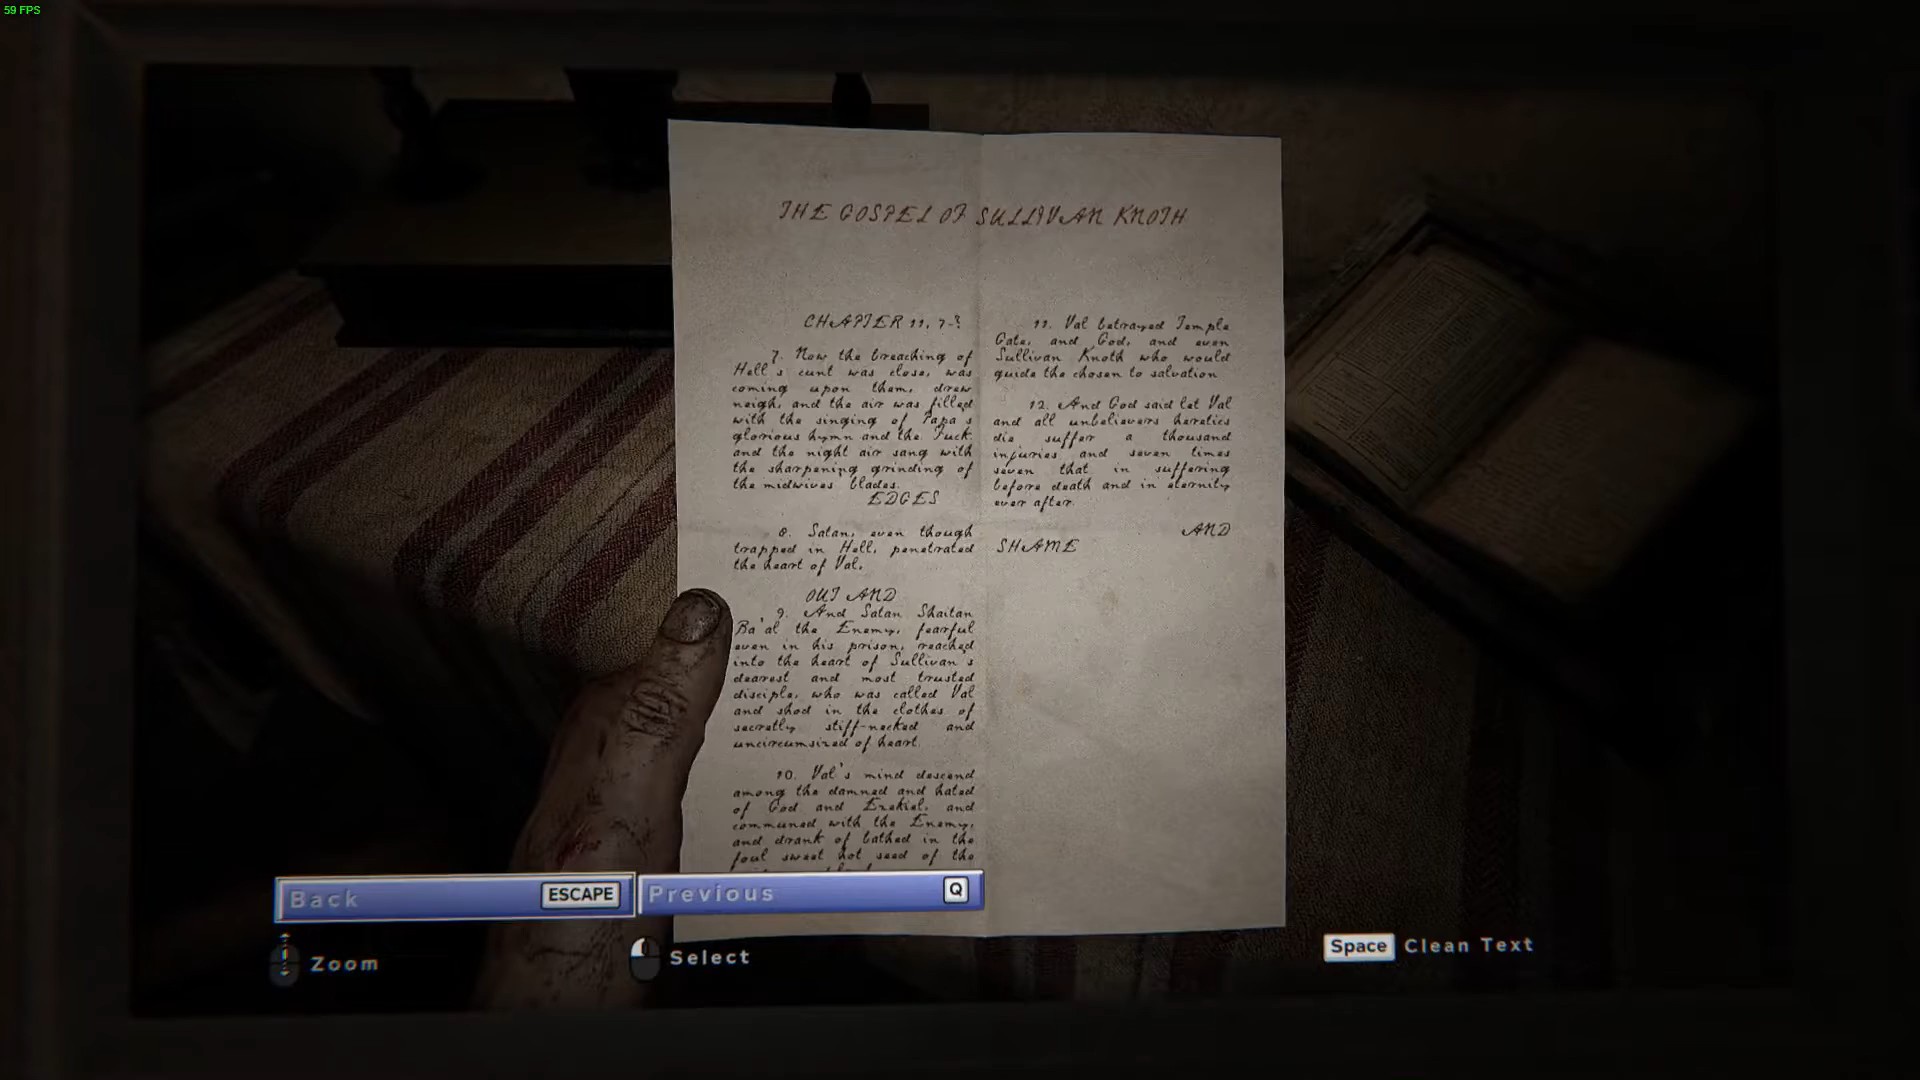 59 FPS
THE GOSPEL OF SULLIVAN KNOTH
CHAPTER 11, 7-?
7. Now the breaching of
Hell's cunt was close, was
coming upon them, drew
neigh, and the air was filled
with the singing of Papa's
glorious hymn and the Fuck.
and the night air sang with
the sharpening grinding of
the midwives' blades.
EDGES
8. Satan, even though
trapped in Hell, penetrated
the heart of Val.
OUT AND
9. And Satan Shaitan
Ba'al the Enemy, fearful
even in his prison, reached
into the heart of Sullivan's
dearest and most trusted
disciple, who was called Val
and shod in the clothes of
secretly stiff-necked and
uncircumsized of heart.
10. Val's mind descend
among the damned and hated
of God and Ezekiel, and
communed with the Enemy,
and drank of bathed in the
foul sweet hot seed of the
11. Val betrayed Temple
Gate, and God, and even
Sullivan Knoth who would
guide the chosen to salvation
12. And God said let Val
and all unbelievers heretics
die suffer a thousand
injuries and seven times
seven that in suffering
before death and in eternity
ever after.
AND
SHAME
Back ESCAPE
Previous Q
Zoom
Select
Space Clean Text